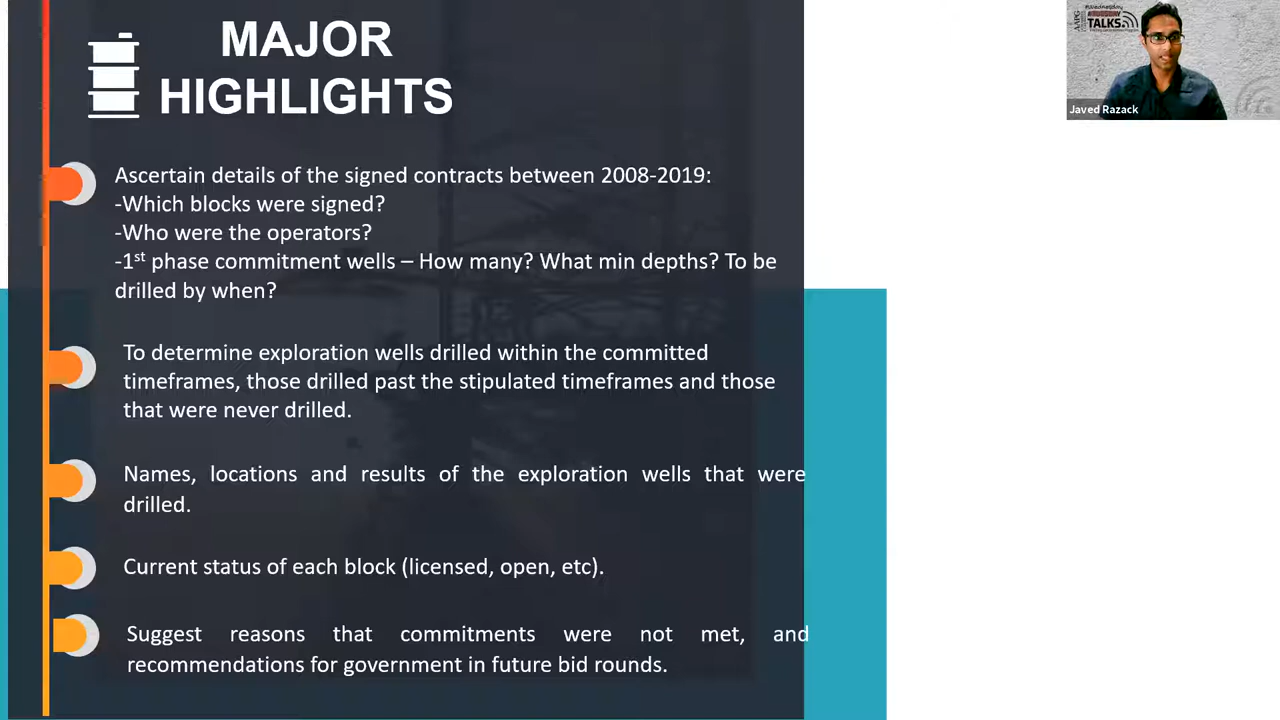 MAJOR
HIGHLIGHTS
Ascertain details of the signed contracts between 2008-2019:
-Which blocks were signed?
-Who were the operators?
-1st phase commitment wells – How many? What min depths? To be
drilled by when?
To determine exploration wells drilled within the committed
timeframes, those drilled past the stipulated timeframes and those
that were never drilled.
Names, locations and results of the exploration wells that were
drilled.
Current status of each block (licensed, open, etc).
Suggest reasons that commitments were not met, and
recommendations for government in future bid rounds.
AAPG
TALKS
Javed Razack